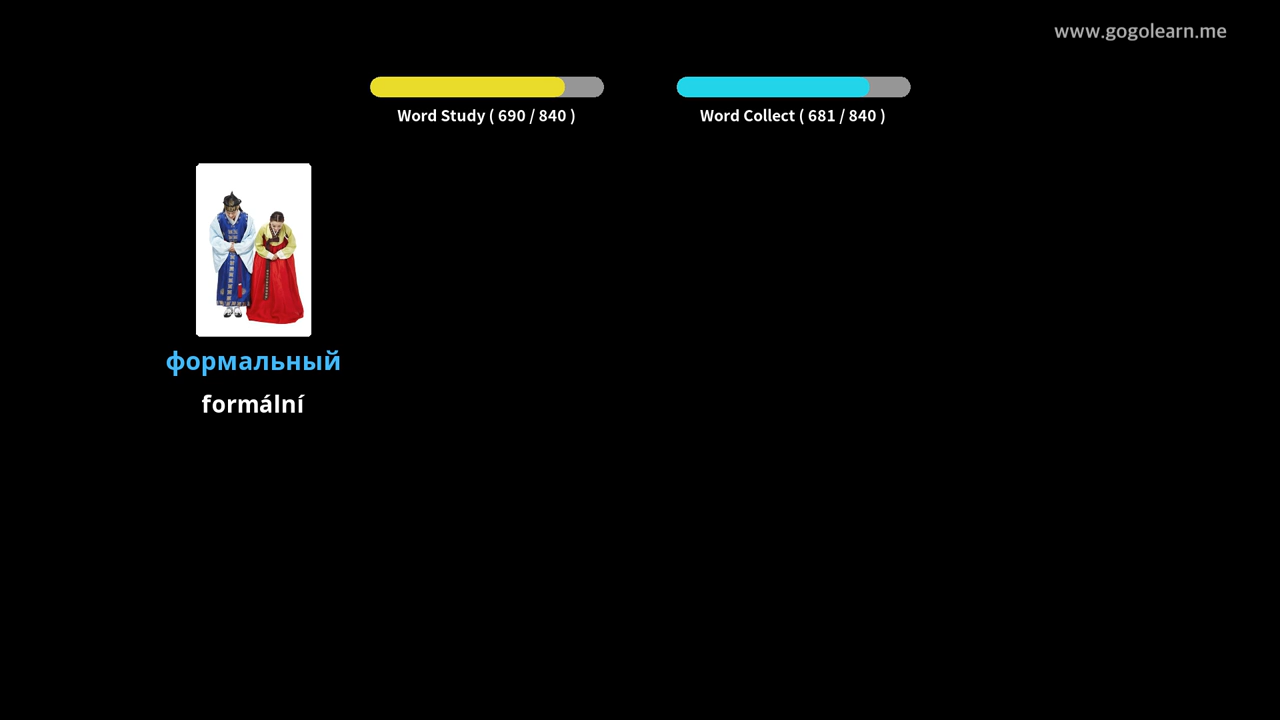 www.gogolearn.me
Word Study ( 690 / 840 )
Word Collect ( 681 / 840 )
формальный
formální